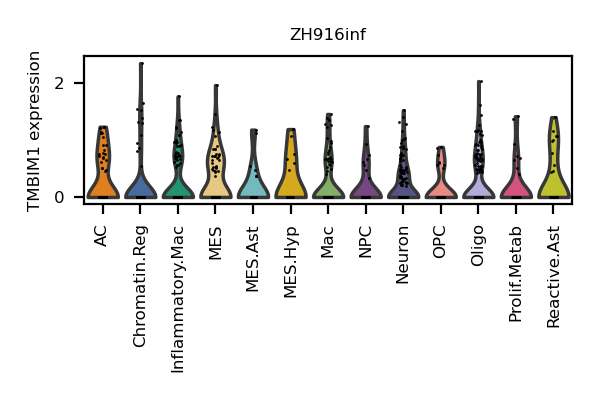 ZH916inf
TMBIM1 expression
2
0
AC
Chromatin.Reg
Inflammatory.Mac
MES
MES.Ast
MES.Hyp
Mac
NPC
Neuron
OPC
Oligo
Prolif.Metab
Reactive.Ast